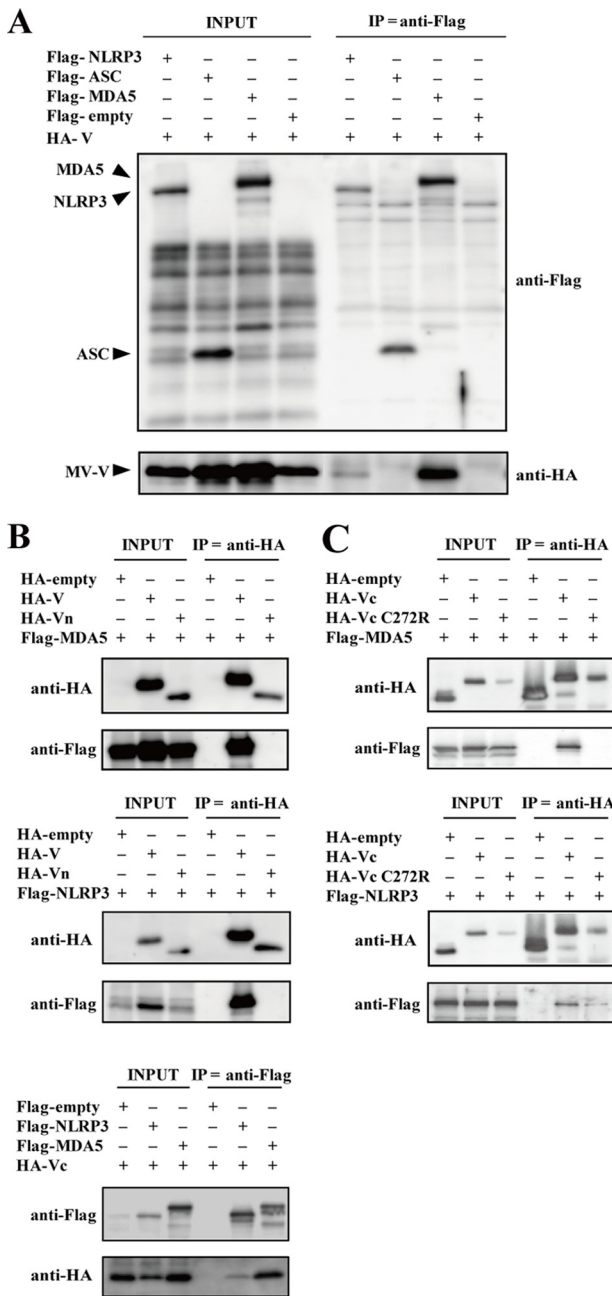 A
INPUT IP = anti-Flag
Flag-NLRP3 + – – – + – – –
Flag-ASC – + – – – + – –
Flag-MDA5 – – + – – – + –
Flag-empty – – – + – – – +
HA-V + + + + + + + +
MDA5
NLRP3
anti-Flag
ASC
MV-V
anti-HA
B
INPUT IP = anti-HA
HA-empty + – – + – –
HA-V – + – – + –
HA-Vn – – + – – +
Flag-MDA5 + + + + + +
anti-HA
anti-Flag
INPUT IP = anti-HA
HA-empty + – – + – –
HA-V – + – – + –
HA-Vn – – + – – +
Flag-NLRP3 + + + + + +
anti-HA
anti-Flag
INPUT IP = anti-Flag
Flag-empty + – – + – –
Flag-NLRP3 – + – – + –
Flag-MDA5 – – + – – +
HA-Vc + + + + + +
anti-Flag
anti-HA
C
INPUT IP = anti-HA
HA-empty + – – + – –
HA-Vc – + – – + –
HA-Vc C272R – – + – – +
Flag-MDA5 + + + + + +
anti-HA
anti-Flag
INPUT IP = anti-HA
HA-empty + – – + – –
HA-Vc – + – – + –
HA-Vc C272R – – + – – +
Flag-NLRP3 + + + + + +
anti-HA
anti-Flag